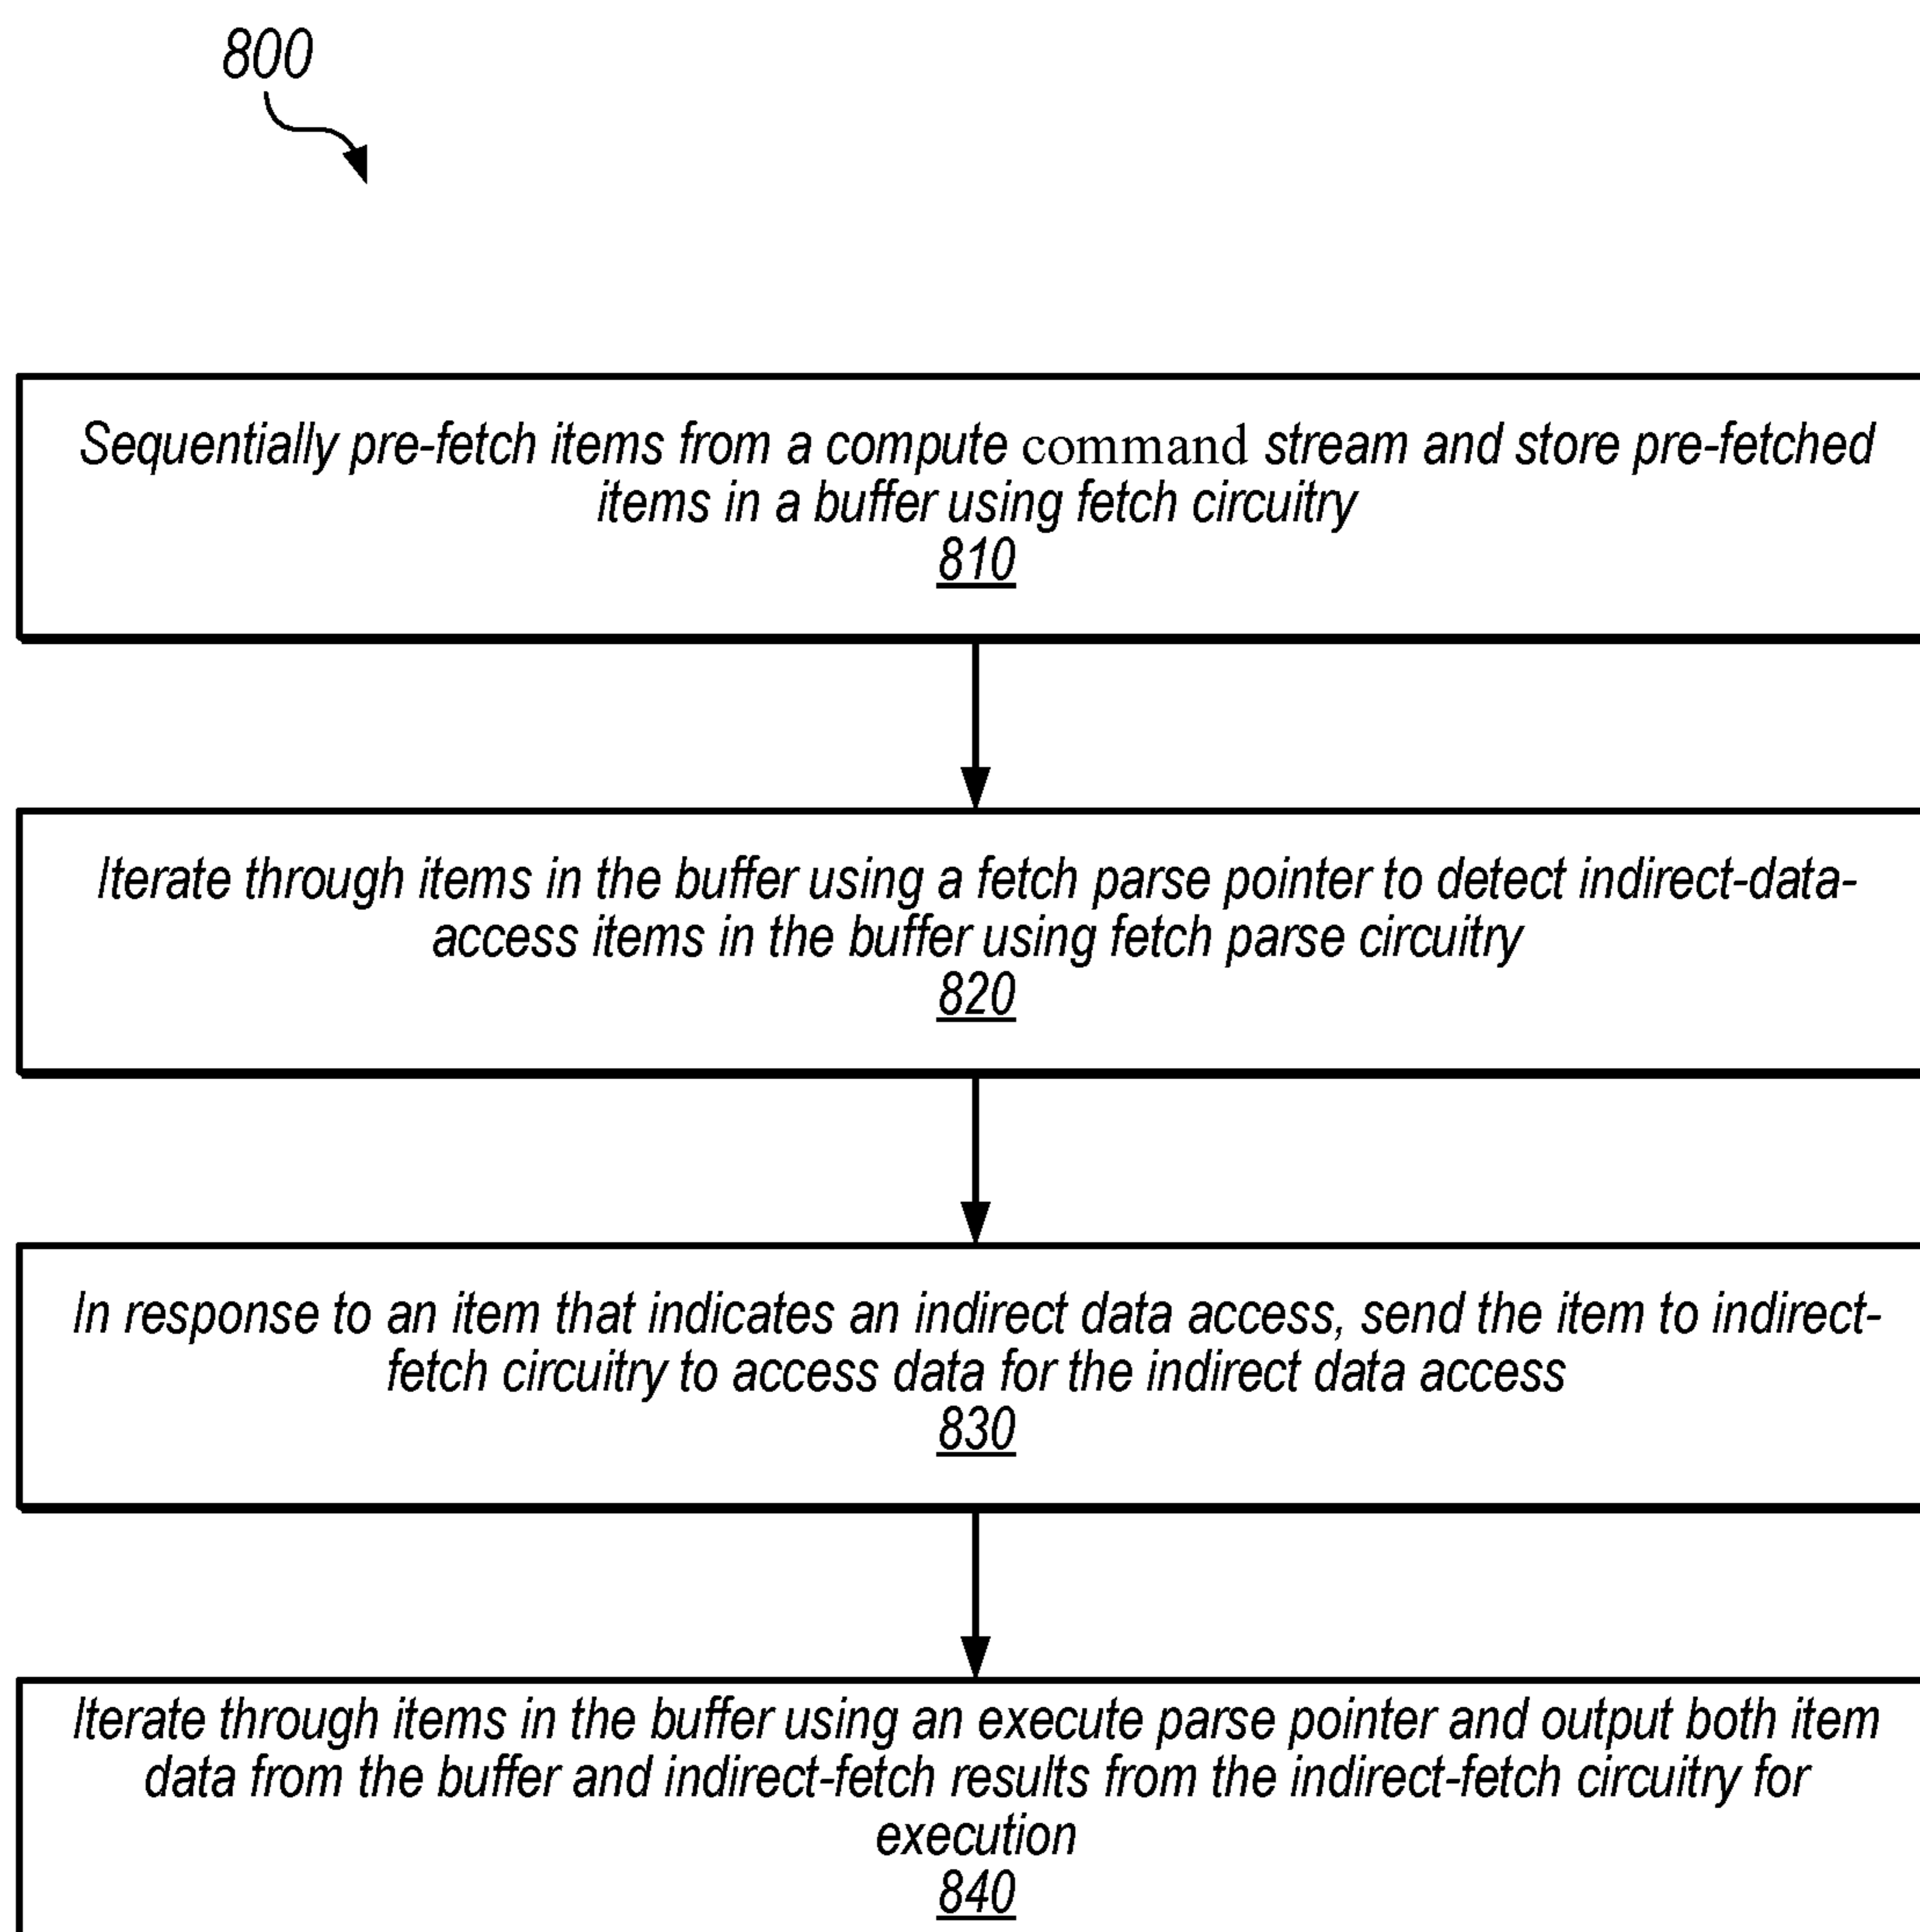 800
Sequentially pre-fetch items from a compute command stream and store pre-fetched
items in a buffer using fetch circuitry
810
Iterate through items in the buffer using a fetch parse pointer to detect indirect-data-
access items in the buffer using fetch parse circuitry
820
In response to an item that indicates an indirect data access, send the item to indirect-
fetch circuitry to access data for the indirect data access
830
Iterate through items in the buffer using an execute parse pointer and output both item
data from the buffer and indirect-fetch results from the indirect-fetch circuitry for
execution
840